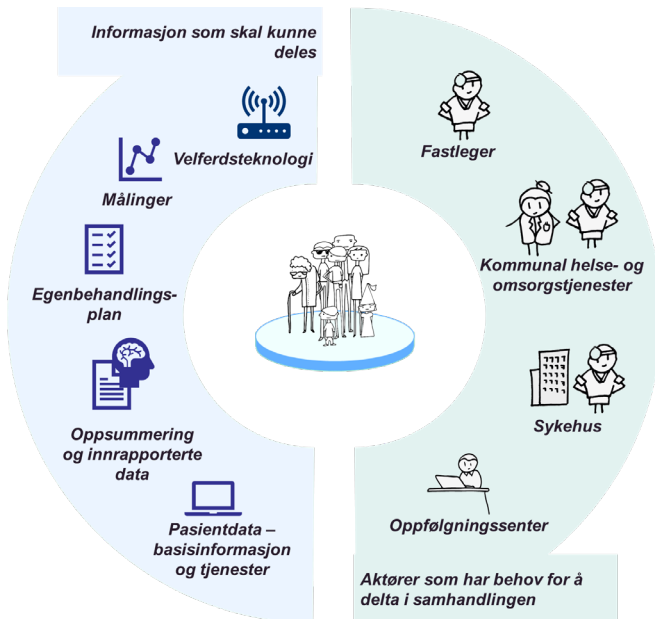 Informasjon som skal kunne
deles
Velferdsteknologi
Målinger
Egenbehandlings-
plan
Oppsummering
og innrapporterte
data
Pasientdata –
basisinformasjon
og tjenester
Fastleger
Kommunal helse- og
omsorgstjenester
Sykehus
Oppfølgningssenter
Aktører som har behov for å
delta i samhandlingen